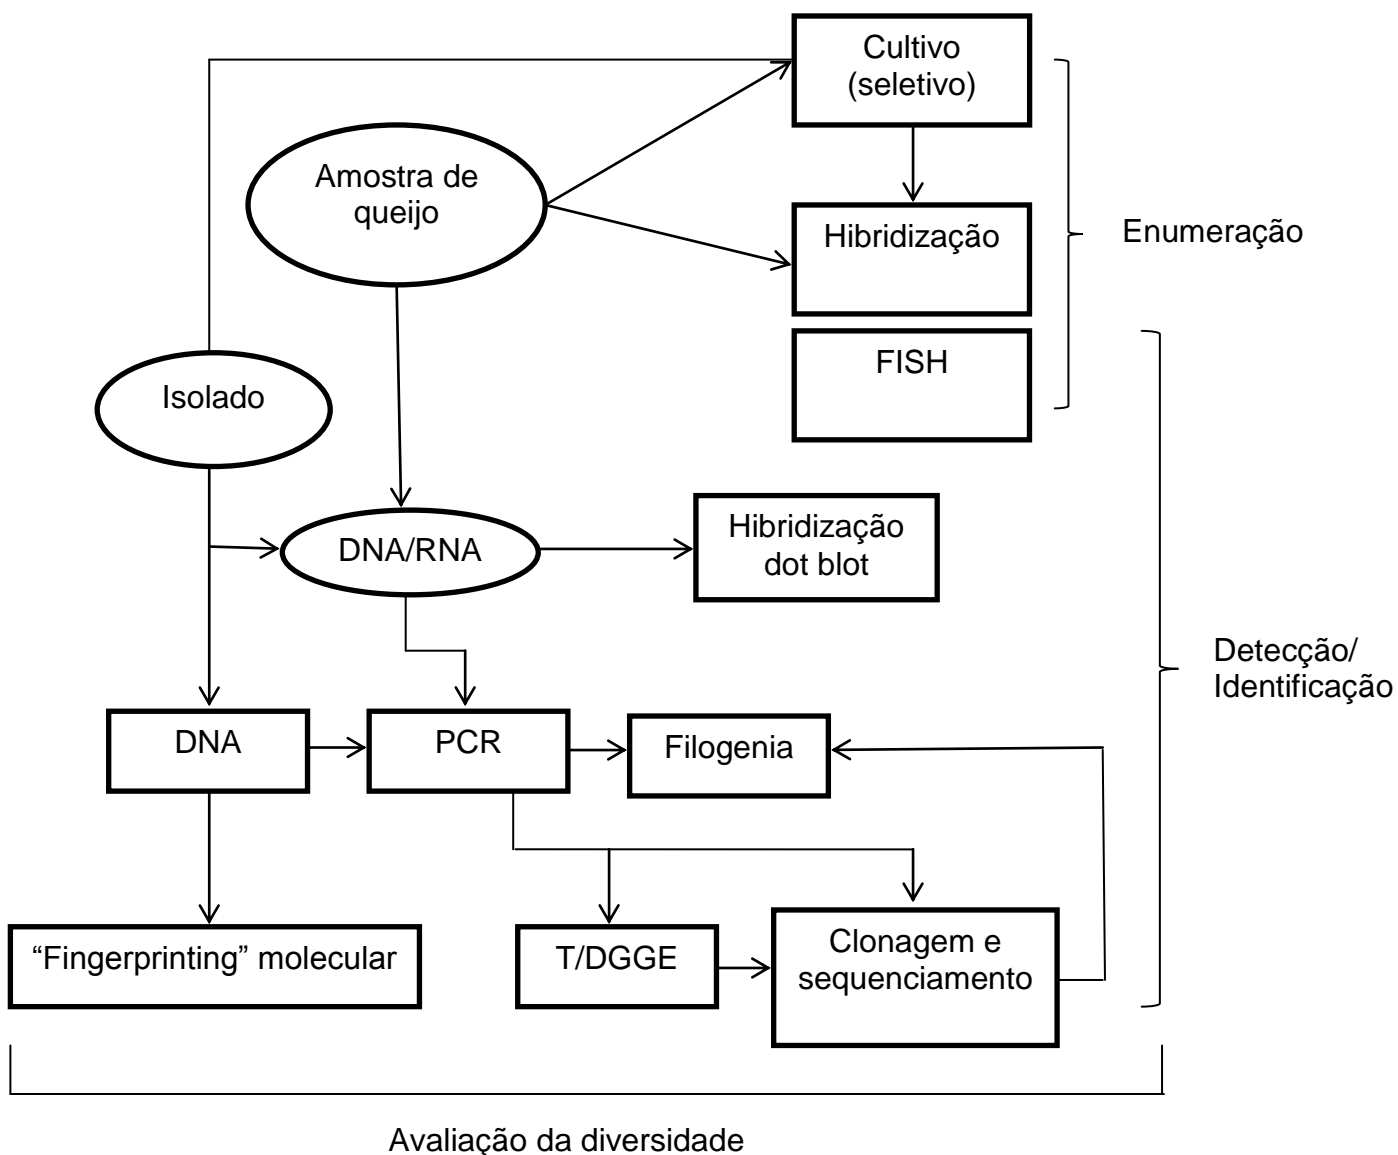 Cultivo
(seletivo)
Amostra de
queijo
Hibridização
Enumeração
FISH
Isolado
DNA/RNA
Hibridização
dot blot
Detecção/
Identificação
DNA
PCR
Filogenia
“Fingerprinting” molecular
T/DGGE
Clonagem e
sequenciamento
Avaliação da diversidade